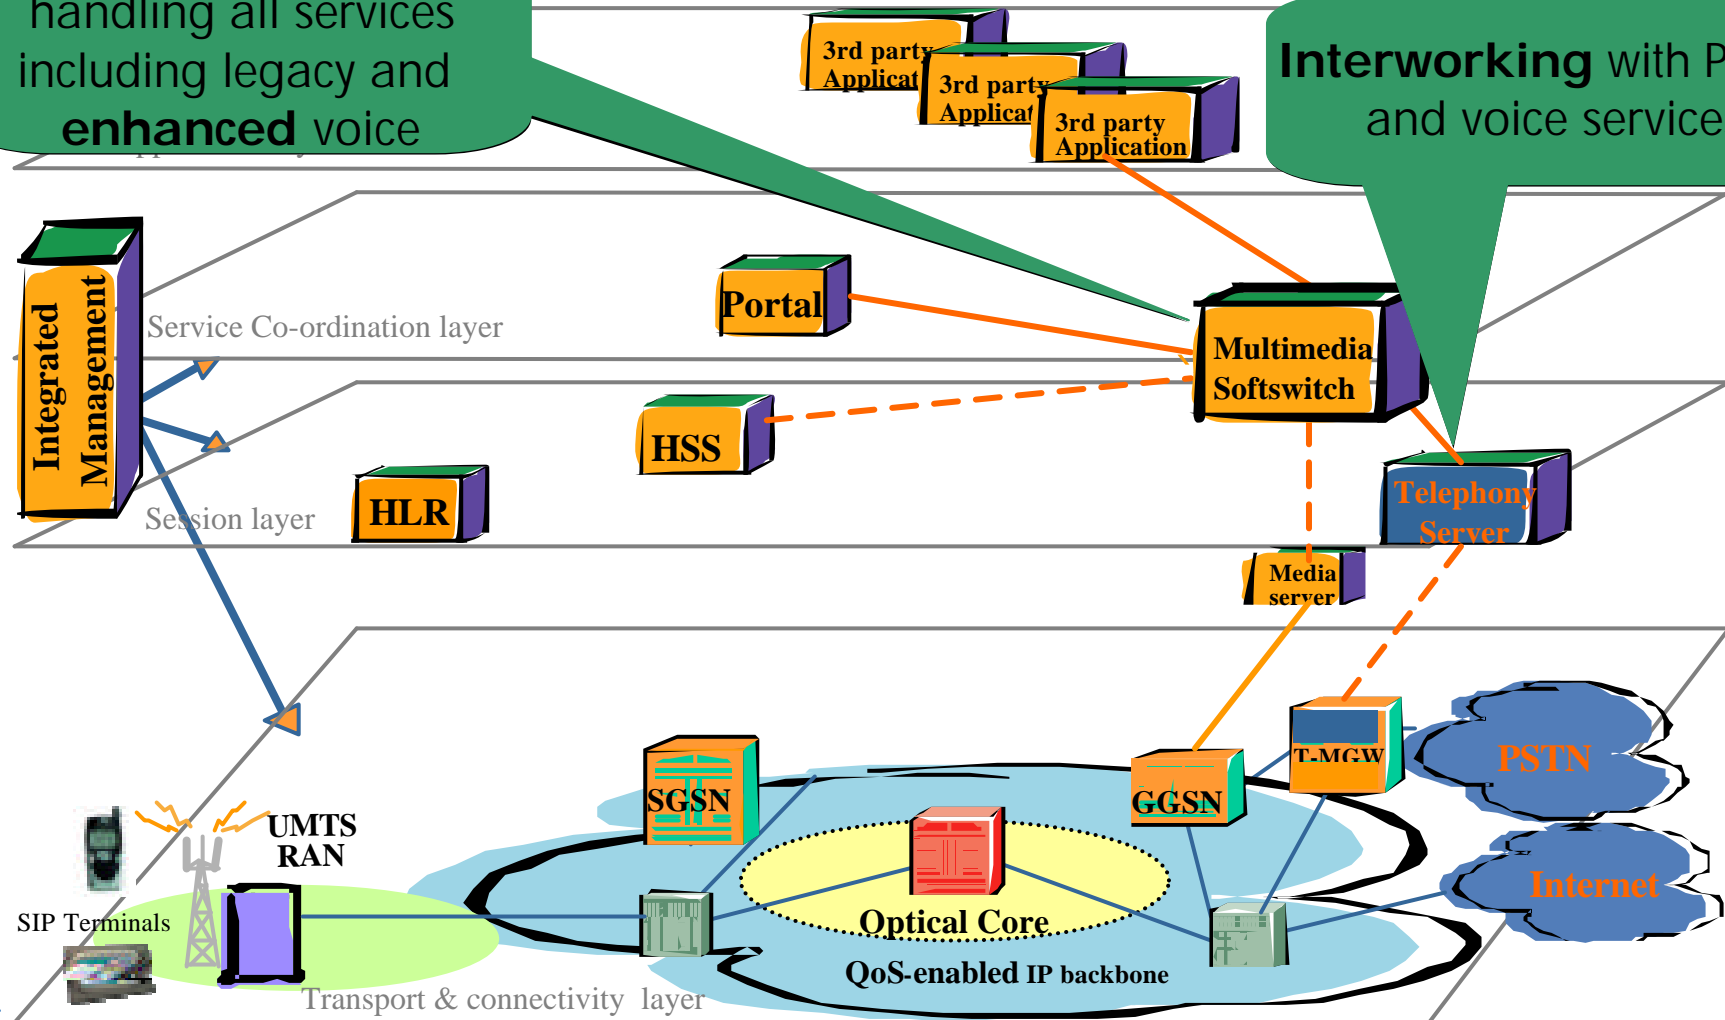 handling all services
including legacy and
enhanced voice
3rd party
3rd party
3rd party
Application
Interworking with
and voice service
Integrated
Management
Service Co-ordination layer
Portal
Multimedia
Softswitch
HSS
HLR
Session layer
Telephony
Server
Media
server
SGSN
GGSN
T-MGW
PSTN
UMTS
RAN
SIP Terminals
Optical Core
Internet
QoS-enabled IP backbone
Transport & connectivity layer